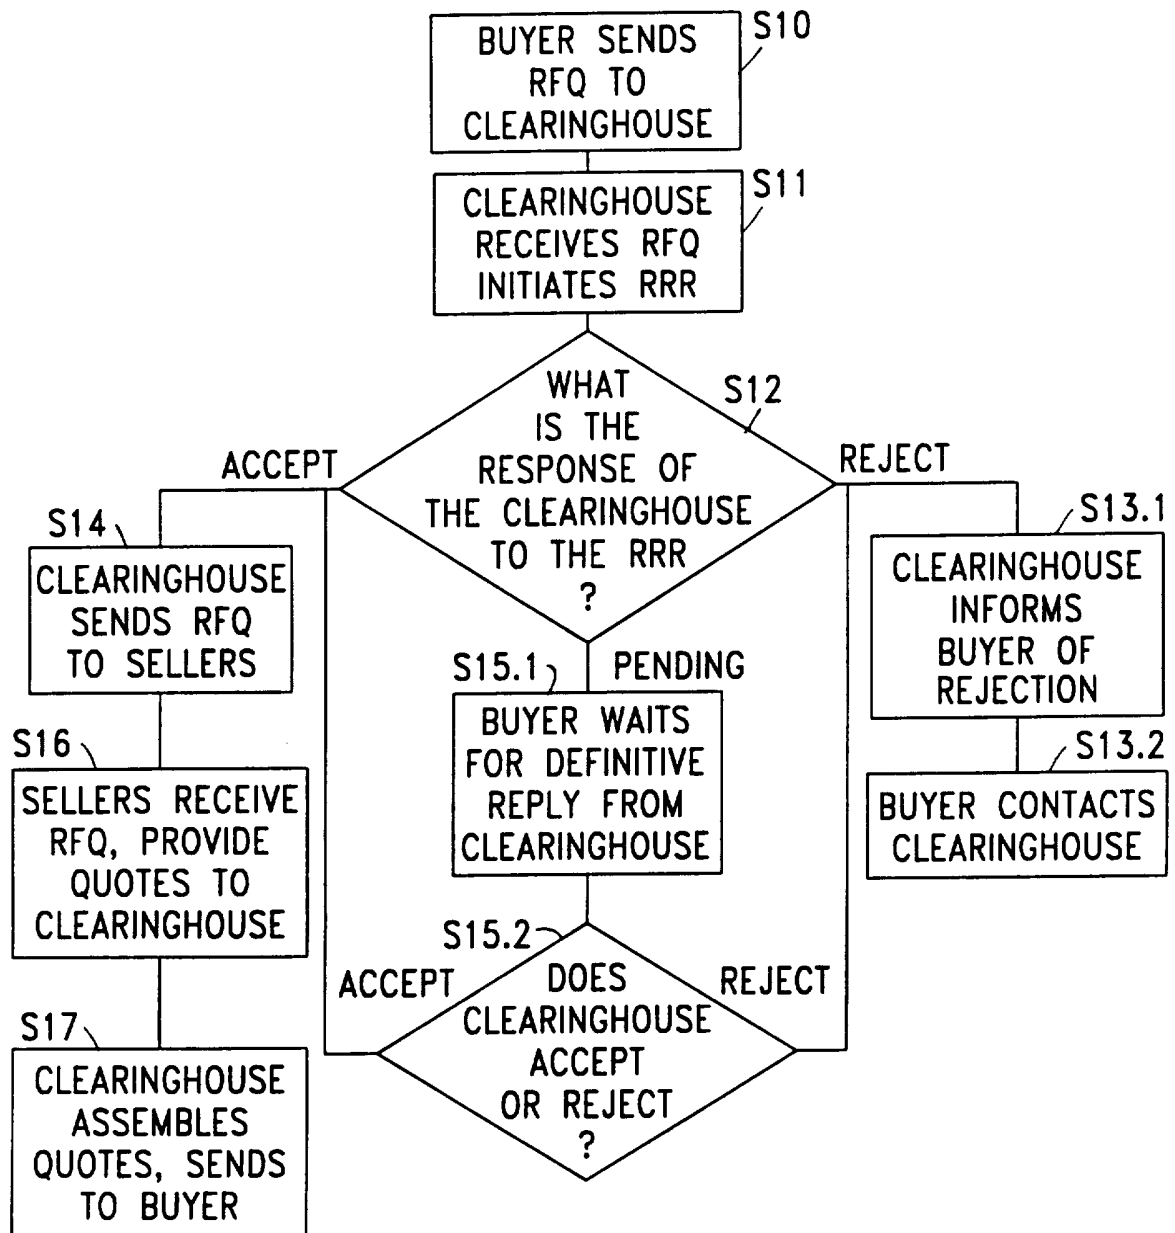 BUYER SENDS
RFQ TO
CLEARINGHOUSE
S10
CLEARINGHOUSE
RECEIVES RFQ
INITIATES RRR
S11
WHAT
IS THE
RESPONSE OF
THE CLEARINGHOUSE
TO THE RRR
?
S12
ACCEPT
REJECT
S14
CLEARINGHOUSE
SENDS RFQ
TO SELLERS
S16
SELLERS RECEIVE
RFQ, PROVIDE
QUOTES TO
CLEARINGHOUSE
S17
CLEARINGHOUSE
ASSEMBLES
QUOTES, SENDS
TO BUYER
PENDING
S15.1
BUYER WAITS
FOR DEFINITIVE
REPLY FROM
CLEARINGHOUSE
S15.2
ACCEPT
REJECT
DOES
CLEARINGHOUSE
ACCEPT
OR REJECT
?
S13.1
CLEARINGHOUSE
INFORMS
BUYER OF
REJECTION
S13.2
BUYER CONTACTS
CLEARINGHOUSE